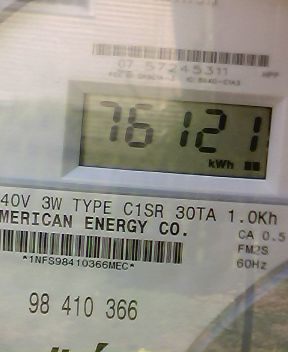 07 57245311
76121
kWh
40V 3W TYPE C1SR 30TA 1.0Kh
MERICAN ENERGY CO.
CA 0.5
FM2S
*1NFS98410366MEC*
60Hz
98 410 366